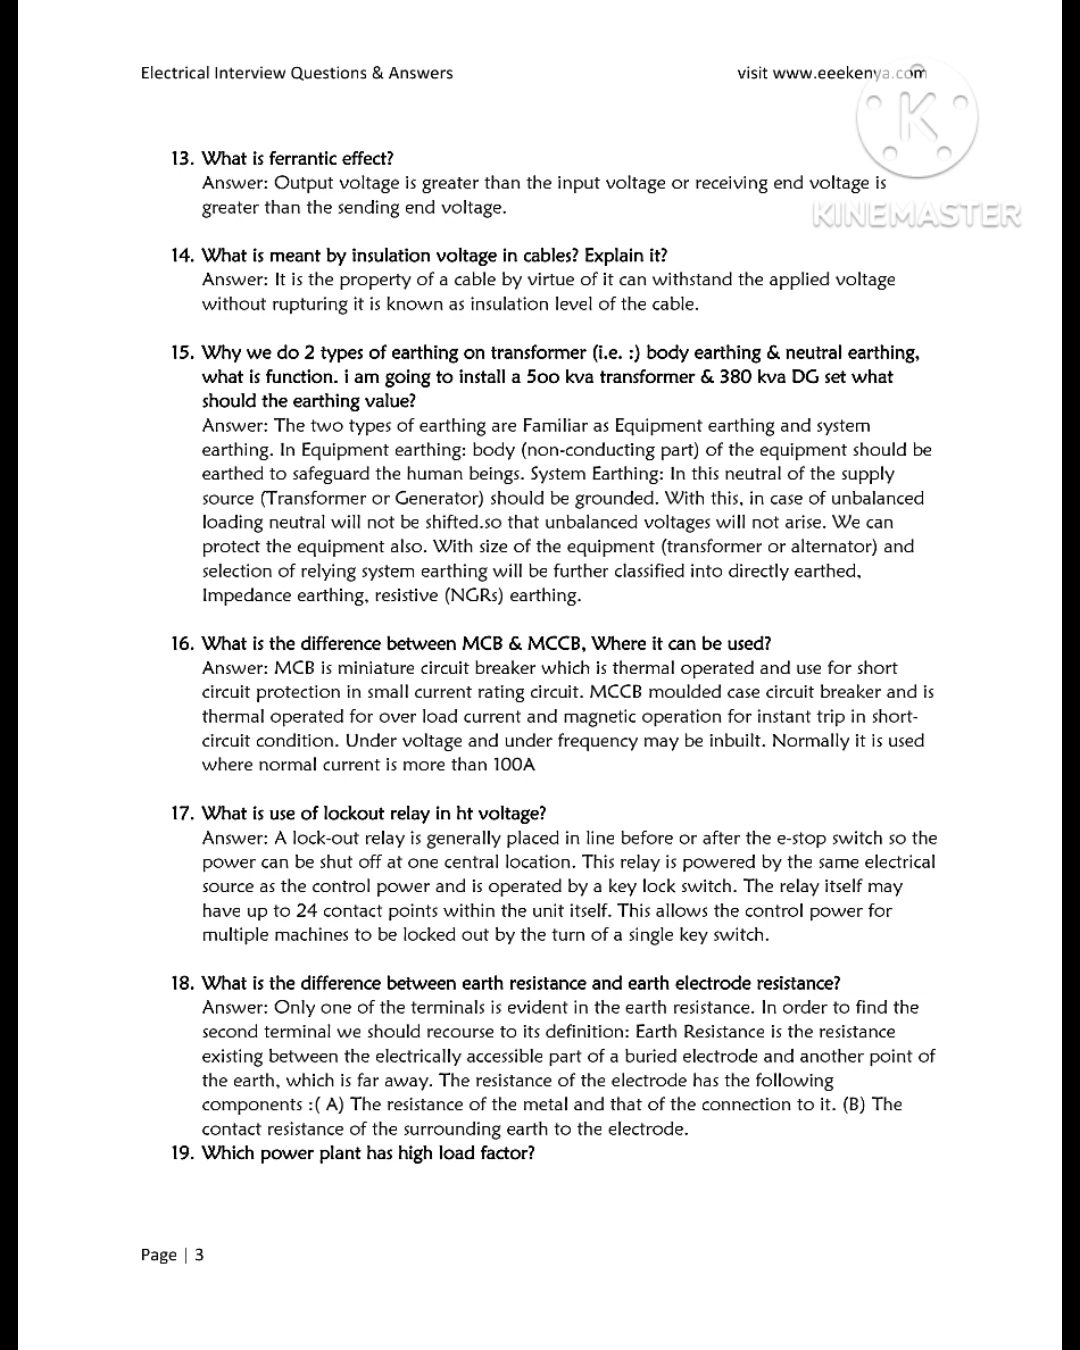 Electrical Interview Questions & Answers visit www.eeekenya.com
KINEMASTER
13. What is ferrantic effect?
Answer: Output voltage is greater than the input voltage or receiving end voltage is
greater than the sending end voltage.
14. What is meant by insulation voltage in cables? Explain it?
Answer: It is the property of a cable by virtue of it can withstand the applied voltage
without rupturing it is known as insulation level of the cable.
15. Why we do 2 types of earthing on transformer (i.e. :) body earthing & neutral earthing,
what is function. i am going to install a 5oo kva transformer & 380 kva DG set what
should the earthing value?
Answer: The two types of earthing are Familiar as Equipment earthing and system
earthing. In Equipment earthing: body (non-conducting part) of the equipment should be
earthed to safeguard the human beings. System Earthing: In this neutral of the supply
source (Transformer or Generator) should be grounded. With this, in case of unbalanced
loading neutral will not be shifted.so that unbalanced voltages will not arise. We can
protect the equipment also. With size of the equipment (transformer or alternator) and
selection of relying system earthing will be further classified into directly earthed,
Impedance earthing, resistive (NGRs) earthing.
16. What is the difference between MCB & MCCB, Where it can be used?
Answer: MCB is miniature circuit breaker which is thermal operated and use for short
circuit protection in small current rating circuit. MCCB moulded case circuit breaker and is
thermal operated for over load current and magnetic operation for instant trip in short-
circuit condition. Under voltage and under frequency may be inbuilt. Normally it is used
where normal current is more than 100A
17. What is use of lockout relay in ht voltage?
Answer: A lock-out relay is generally placed in line before or after the e-stop switch so the
power can be shut off at one central location. This relay is powered by the same electrical
source as the control power and is operated by a key lock switch. The relay itself may
have up to 24 contact points within the unit itself. This allows the control power for
multiple machines to be locked out by the turn of a single key switch.
18. What is the difference between earth resistance and earth electrode resistance?
Answer: Only one of the terminals is evident in the earth resistance. In order to find the
second terminal we should recourse to its definition: Earth Resistance is the resistance
existing between the electrically accessible part of a buried electrode and another point of
the earth, which is far away. The resistance of the electrode has the following
components :( A) The resistance of the metal and that of the connection to it. (B) The
contact resistance of the surrounding earth to the electrode.
19. Which power plant has high load factor?
Page | 3